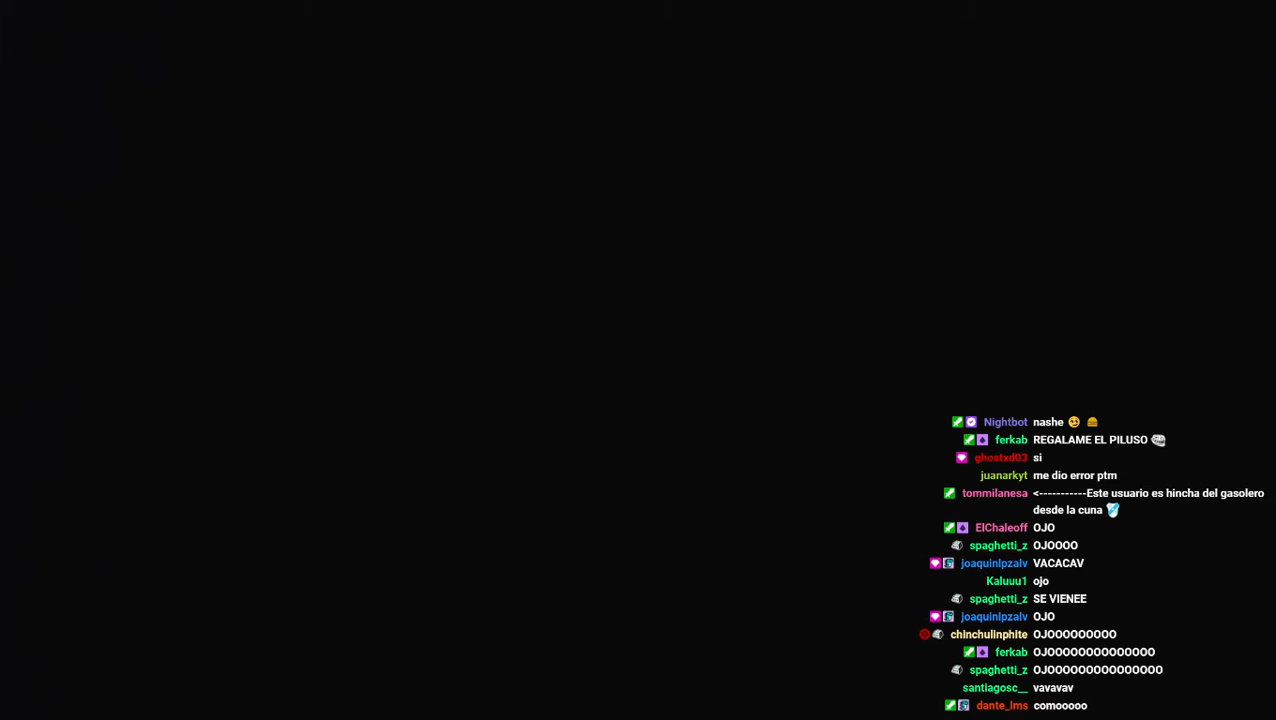 Nightbot nashe
ferkab REGALAME EL PILUSO
ghostxd03 si
juanarkyt me dio error ptm
tommilanesa <-----------Este usuario es hincha del gasolero
desde la cuna
ElChaleoff OJO
spaghetti_z OJOOOO
joaquinlpzalv VACACAV
Kaluuu1 ojo
spaghetti_z SE VIENEE
joaquinlpzalv OJO
chinchulinphite OJOOOOOOOOO
ferkab OJOOOOOOOOOOOOOO
spaghetti_z OJOOOOOOOOOOOOOOO
santiagosc__ vavavav
dante_lms comooooo